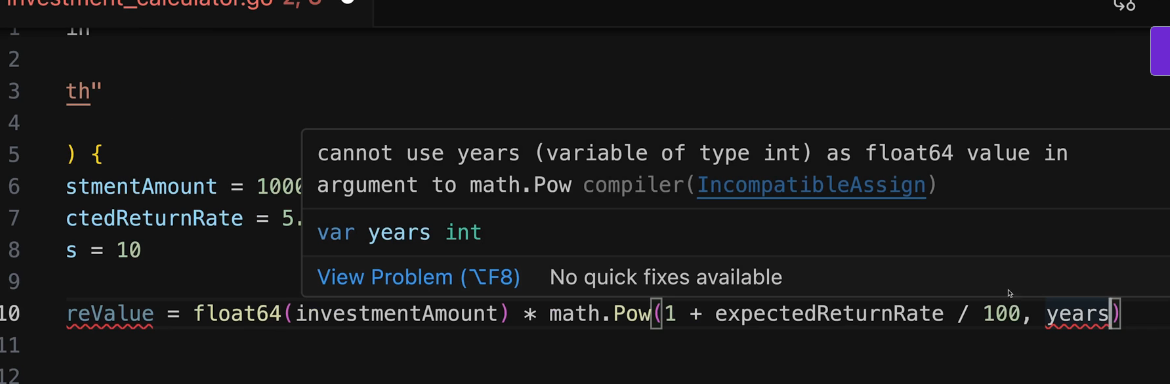 investment_calculator.go 2, 6
1 in
2
3 th"
4
5 ) {
6 stmentAmount = 1000
7 ctedReturnRate = 5.
8 s = 10
9
10 reValue = float64(investmentAmount) * math.Pow(1 + expectedReturnRate / 100, years)
11
12
cannot use years (variable of type int) as float64 value in
argument to math.Pow compiler(IncompatibleAssign)
var years int
View Problem (⌥F8) No quick fixes available